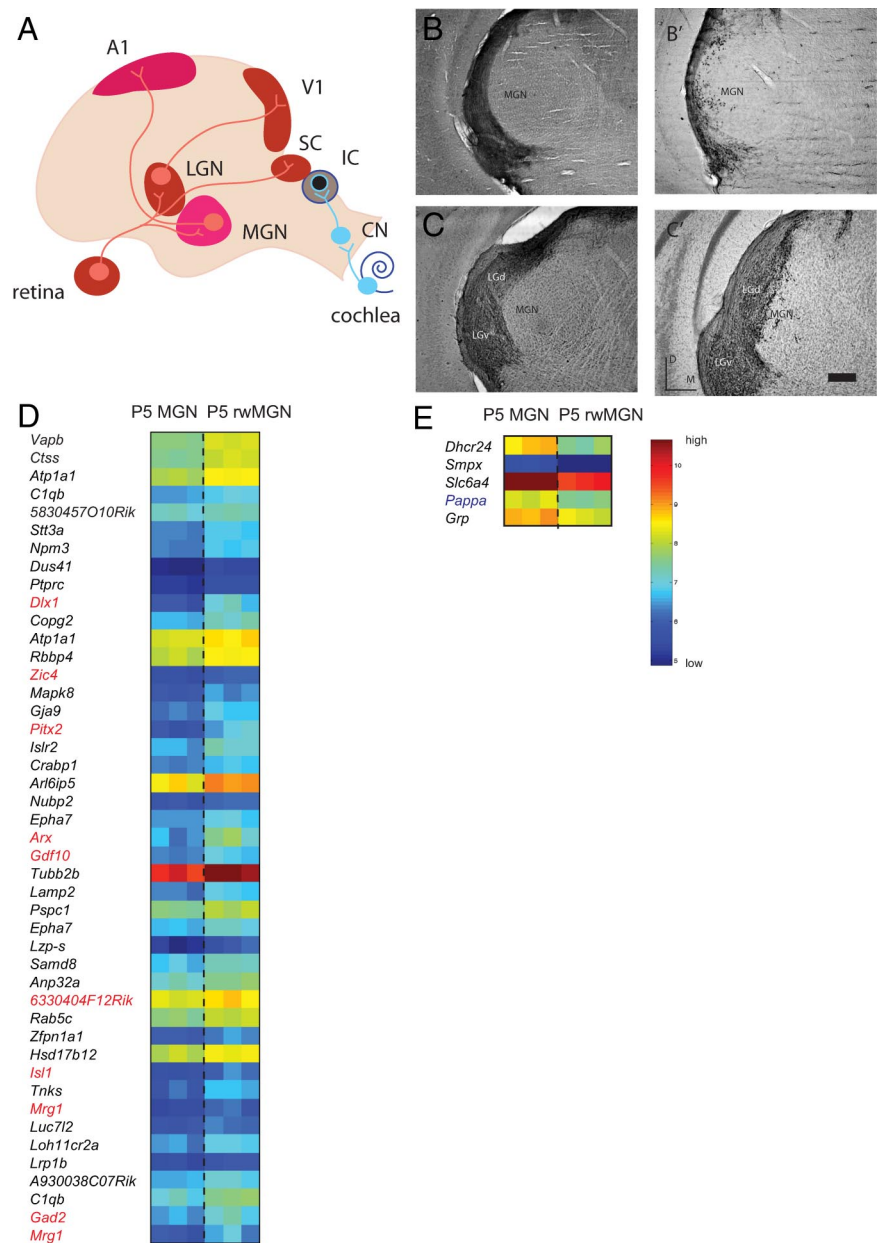 A
A1
V1
SC
IC
LGN
MGN
CN
retina
cochlea
B
MGN
B'
MGN
C
LGd
MGN
LGv
C'
LGd
MGN
LGv
D
M
D
P5 MGN P5 rwMGN
Vapb
Ctss
Atp1a1
C1qb
5830457O10Rik
Stt3a
Npm3
Dus41
Ptprc
Dlx1
Copg2
Atp1a1
Rbbp4
Zic4
Mapk8
Gja9
Pitx2
Islr2
Crabp1
Arl6ip5
Nubp2
Epha7
Arx
Gdf10
Tubb2b
Lamp2
Pspc1
Epha7
Lzp-s
Samd8
Anp32a
6330404F12Rik
Rab5c
Zfpn1a1
Hsd17b12
Isl1
Tnks
Mrg1
Luc7l2
Loh11cr2a
Lrp1b
A930038C07Rik
C1qb
Gad2
Mrg1
E
P5 MGN P5 rwMGN
Dhcr24
Smpx
Slc6a4
Pappa
Grp
high
10
9
8
7
6
5
low